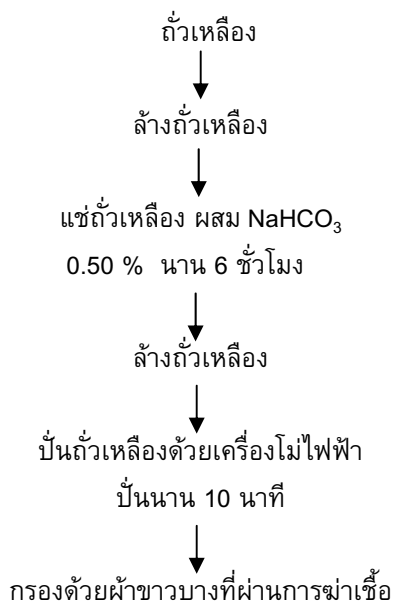 ถั่วเหลือง
ล้างถั่วเหลือง
แช่ถั่วเหลือง ผสม NaHCO₃
0.50 % นาน 6 ชั่วโมง
ล้างถั่วเหลือง
ปั่นถั่วเหลืองด้วยเครื่องโม่ไฟฟ้า
ปั่นนาน 10 นาที
กรองด้วยผ้าขาวบางที่ผ่านการฆ่าเชื้อ